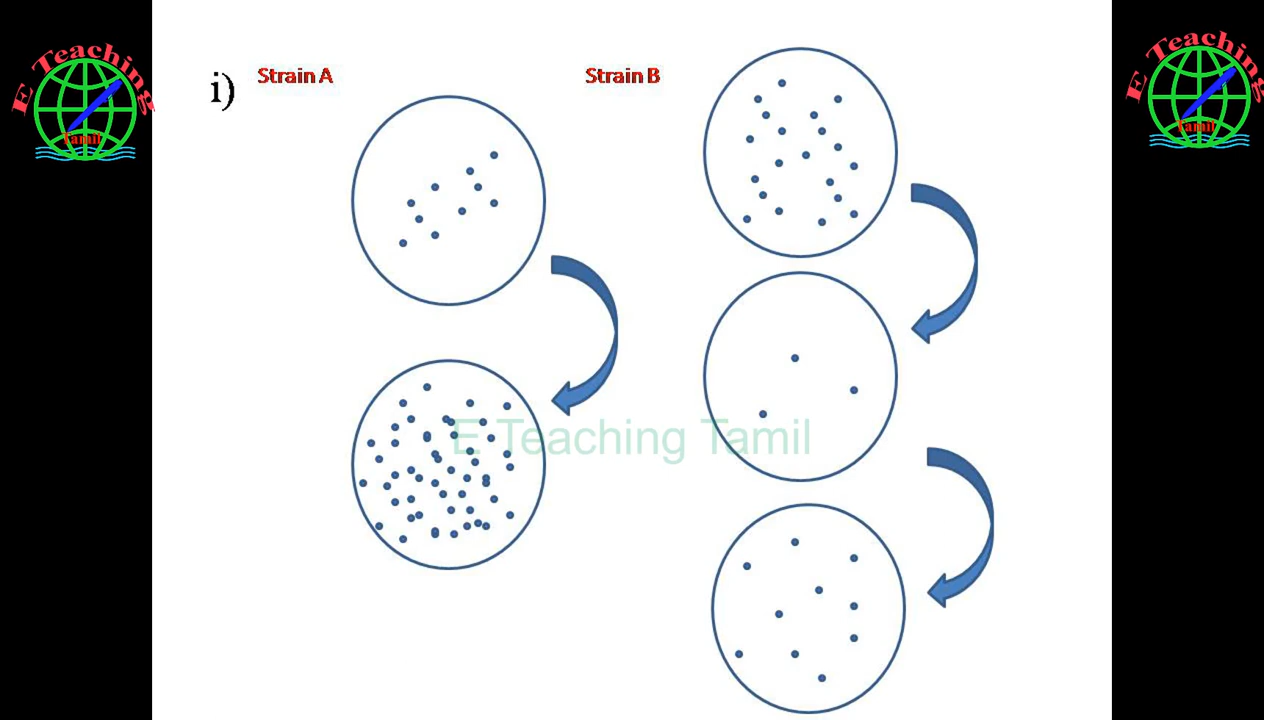 E Teaching
Tamil
E Teaching
Tamil
i)
Strain A
Strain B
E Teaching Tamil